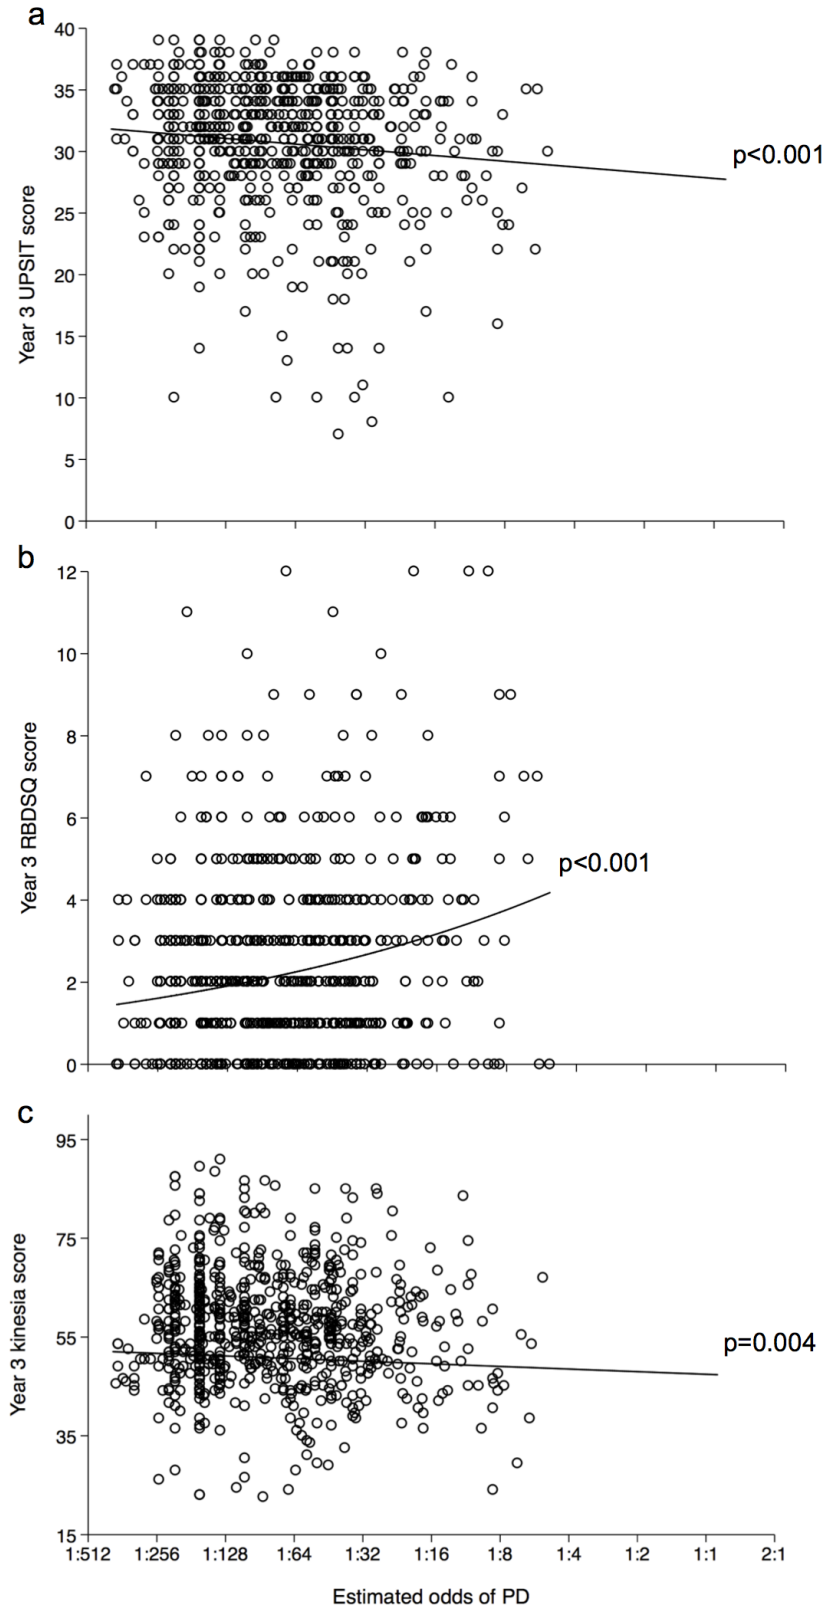 a
40
35
30
25
20
15
10
5
0
Year 3 UPSIT score
p<0.001
b
12
10
8
6
4
2
0
Year 3 RBDSQ score
p<0.001
c
95
75
55
35
15
Year 3 kinesia score
p=0.004
1:512 1:256 1:128 1:64 1:32 1:16 1:8 1:4 1:2 1:1 2:1
Estimated odds of PD